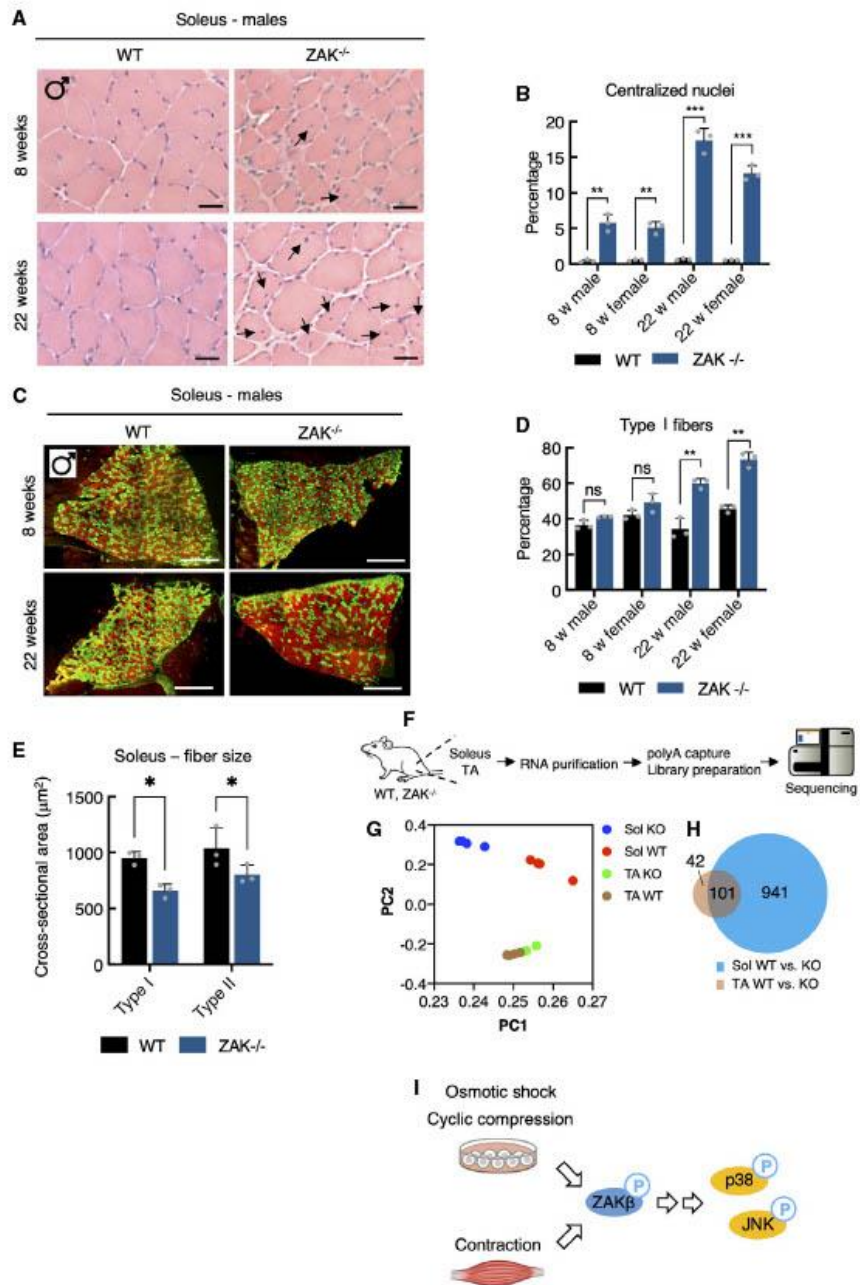 A
Soleus - males
WT
ZAK-/-
8 weeks
22 weeks
B
Centralized nuclei
Percentage
20
15
10
5
0
**
**
***
***
8 w male
8 w female
22 w male
22 w female
WT
ZAK -/-
C
Soleus - males
WT
ZAK-/-
8 weeks
22 weeks
D
Type I fibers
Percentage
80
60
40
20
0
ns
ns
**
**
8 w male
8 w female
22 w male
22 w female
WT
ZAK -/-
E
Soleus – fiber size
Cross-sectional area (μm²)
1500
1000
500
0
*
*
Type I
Type II
WT
ZAK-/-
F
WT, ZAK-/-
Soleus
TA
RNA purification
polyA capture
Library preparation
Sequencing
G
PC2
0.4
0.2
0.0
-0.2
-0.4
0.23
0.24
0.25
0.26
0.27
PC1
Sol KO
Sol WT
TA KO
TA WT
H
42
101
941
Sol WT vs. KO
TA WT vs. KO
I
Osmotic shock
Cyclic compression
Contraction
ZAKβ
P
p38
P
JNK
P